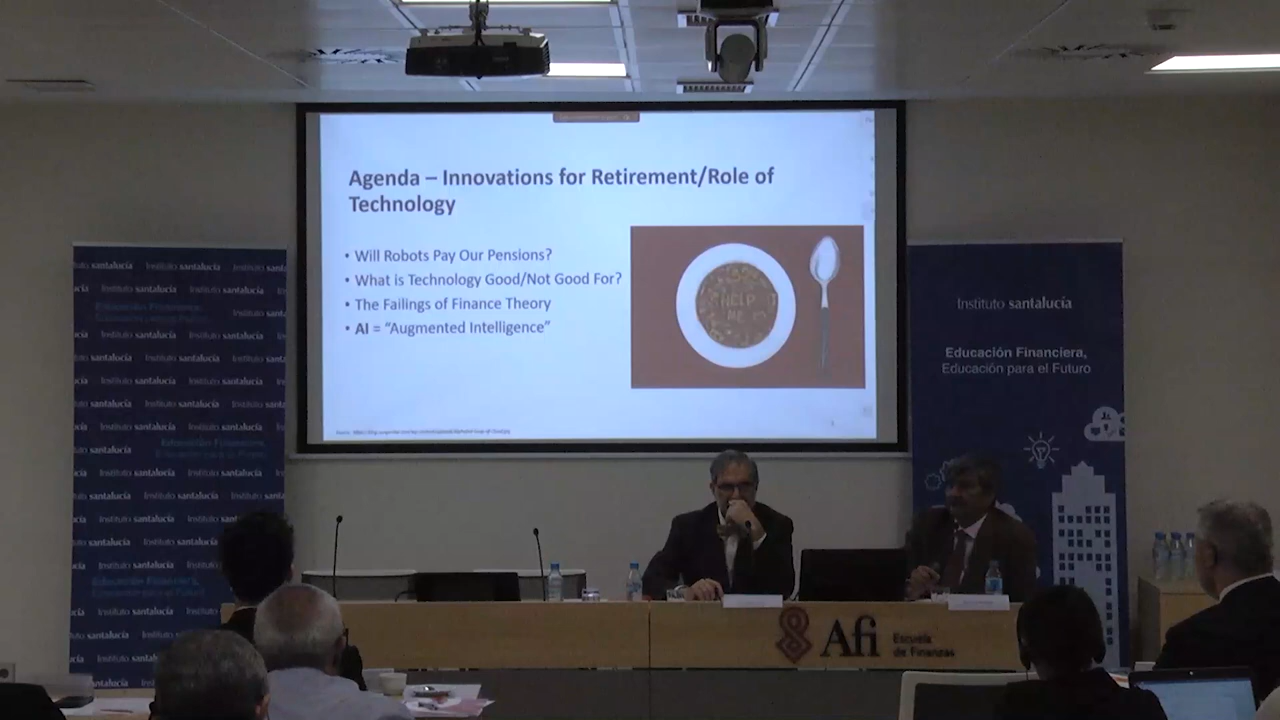 Agenda – Innovations for Retirement/Role of
Technology
• Will Robots Pay Our Pensions?
• What is Technology Good/Not Good For?
• The Failings of Finance Theory
• AI = “Augmented Intelligence”
HELP
ME
Instituto santalucía
Educación Financiera,
Educación para el Futuro
Instituto santalucía
Afi
Escuela
de Finanzas